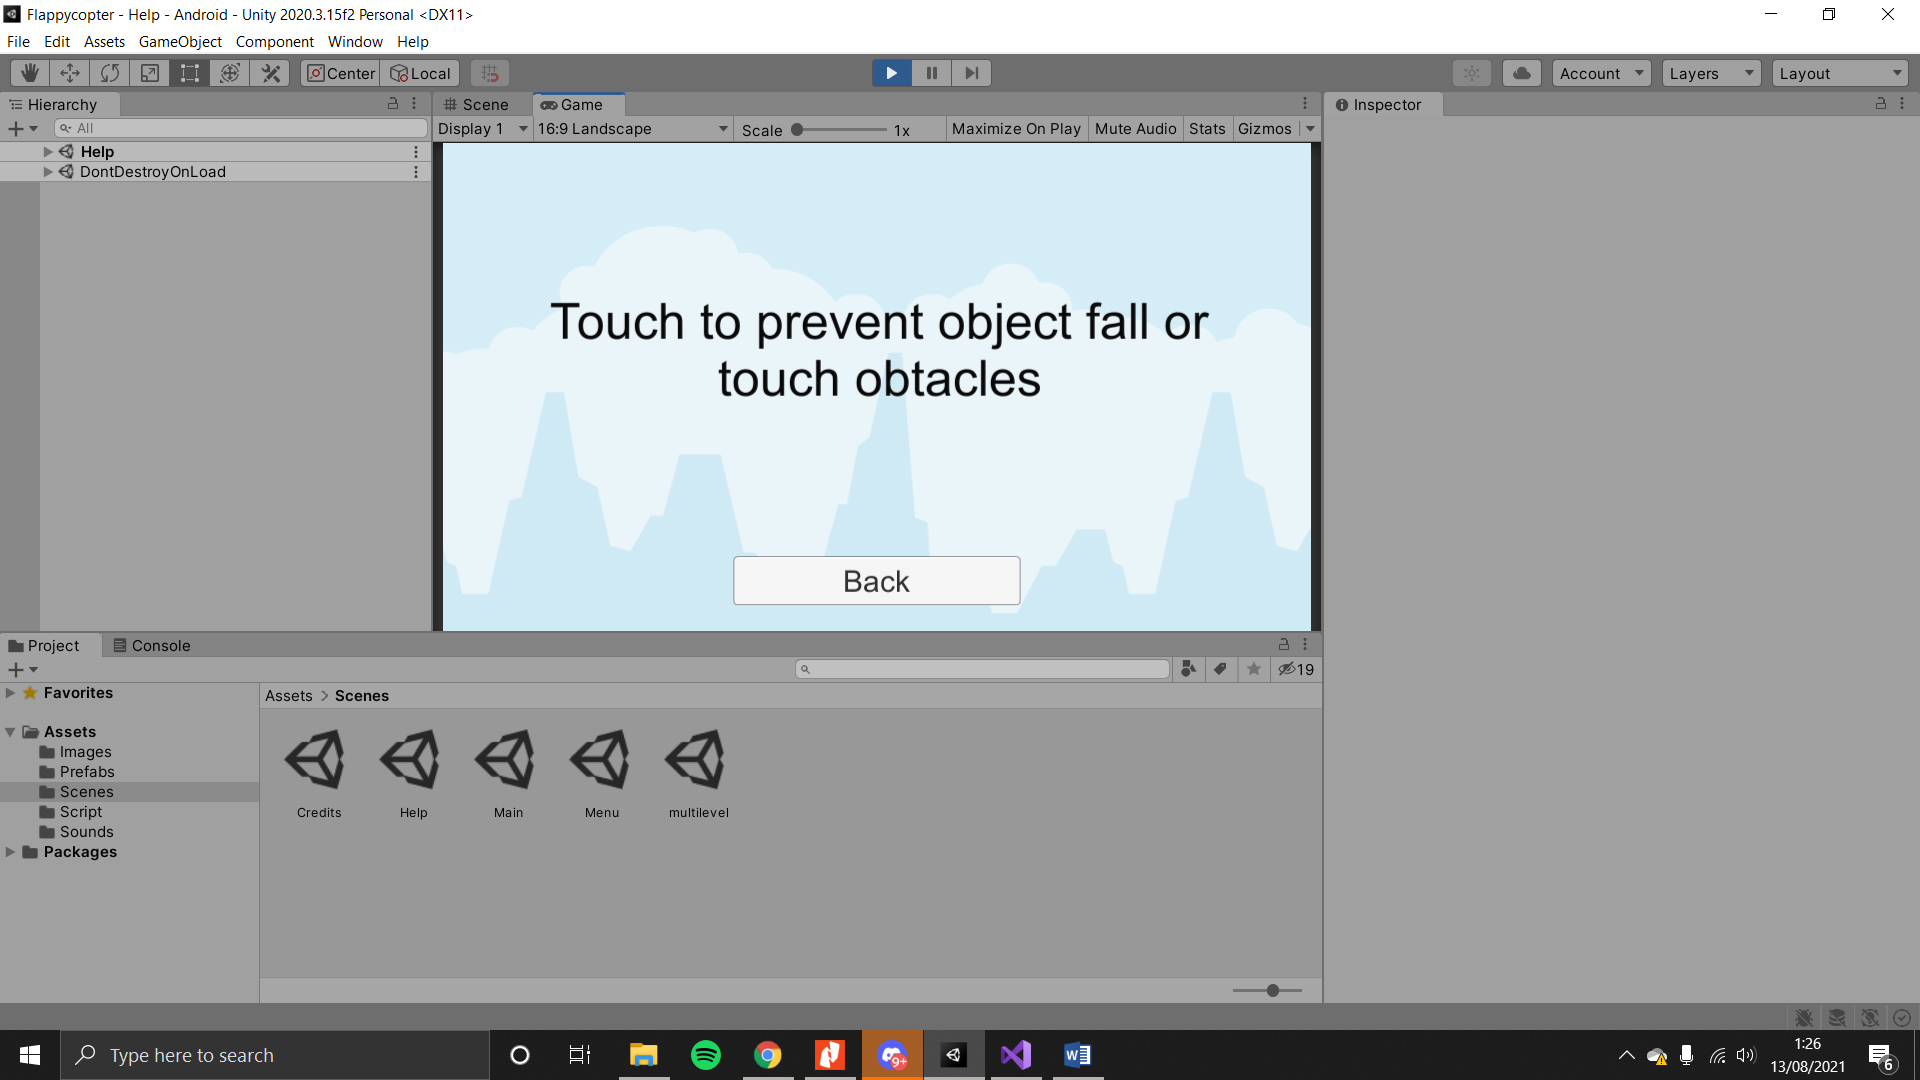 Flappycopter - Help - Android - Unity 2020.3.15f2 Personal <DX11>
File Edit Assets GameObject Component Window Help
Center Local Account Layers Layout
Hierarchy Scene Game Inspector
All Display 1 16:9 Landscape Scale 1x Maximize On Play Mute Audio Stats Gizmos
Help
DontDestroyOnLoad
Touch to prevent object fall or
touch obtacles
Back
Project Console
19
Favorites
Assets > Scenes
Assets
Images
Prefabs
Scenes
Script
Sounds
Packages
Credits Help Main Menu multilevel
Type here to search
9+
1:26
13/08/2021
6